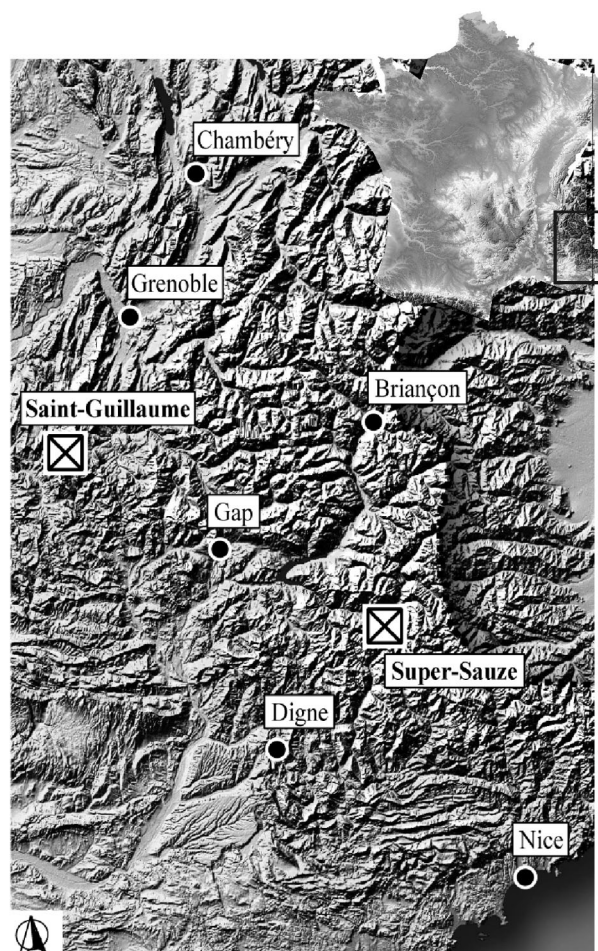 Chambéry
Grenoble
Briançon
Saint-Guillaume
Gap
Super-Sauze
Digne
Nice